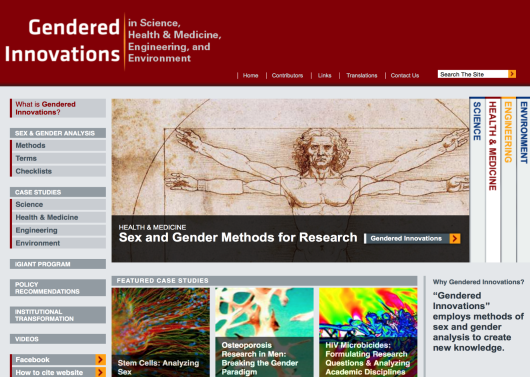 Gendered
Innovations
in Science,
Health & Medicine,
Engineering, and
Environment
Home
Contributors
Links
Translations
Contact Us
Search The Site
What is Gendered
Innovations?
SEX & GENDER ANALYSIS
Methods
Terms
Checklists
CASE STUDIES
Science
Health & Medicine
Engineering
Environment
IGIANT PROGRAM
POLICY
RECOMMENDATIONS
INSTITUTIONAL
TRANSFORMATION
VIDEOS
Facebook
How to cite website
HEALTH & MEDICINE
Sex and Gender Methods for Research
Gendered Innovations
SCIENCE
HEALTH & MEDICINE
ENGINEERING
ENVIRONMENT
FEATURED CASE STUDIES
Stem Cells: Analyzing
Sex
Osteoporosis
Research in Men:
Breaking the Gender
Paradigm
HIV Microbicides:
Formulating Research
Questions & Analyzing
Academic Disciplines
Why Gendered Innovations?
“Gendered
Innovations”
employs methods of
sex and gender
analysis to create
new knowledge.